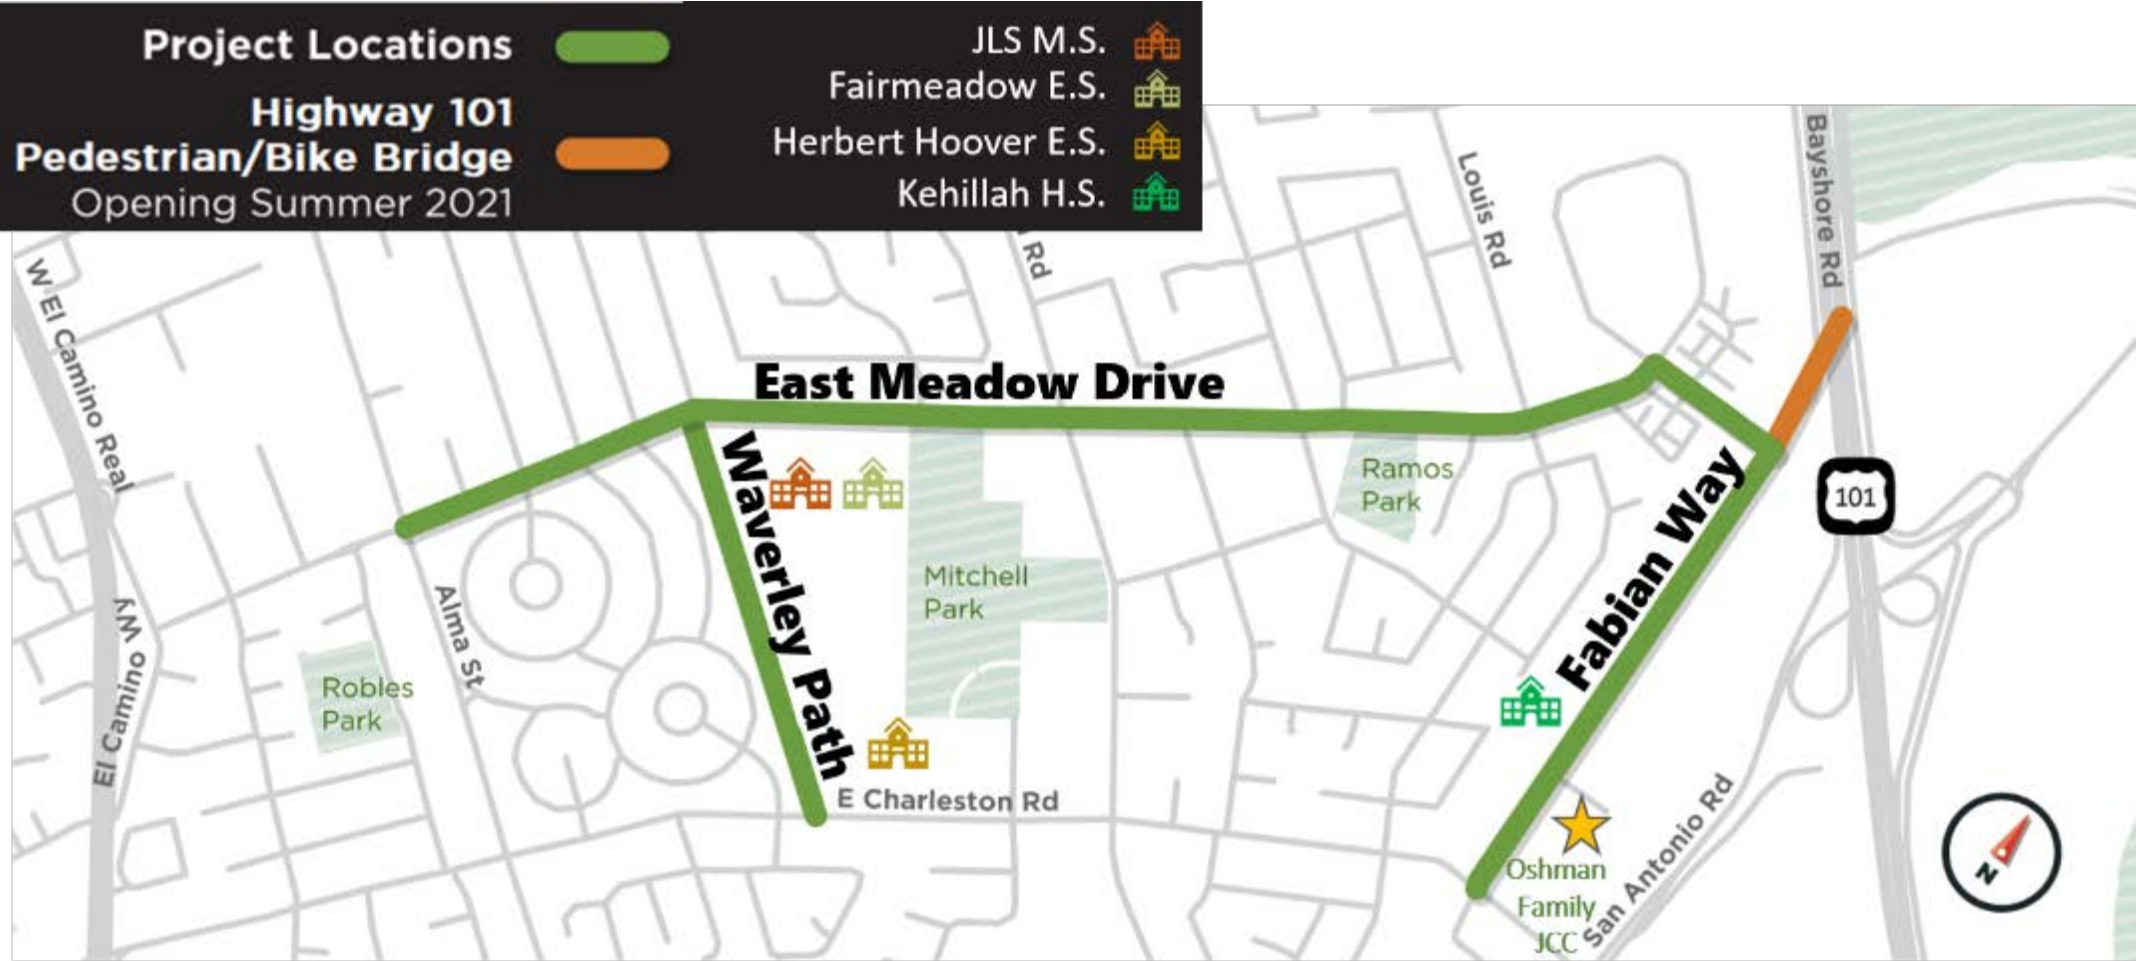 Project Locations
Highway 101
Pedestrian/Bike Bridge
Opening Summer 2021
JLS M.S.
Fairmeadow E.S.
Herbert Hoover E.S.
Kehillah H.S.
W El Camino Real
Rd
Louis Rd
Bayshore Rd
East Meadow Drive
Waverley Path
Ramos
Park
101
Fabian Way
Mitchell
Park
Alma St
El Camino Wy
Robles
Park
E Charleston Rd
Oshman
Family
JCC
San Antonio Rd
N